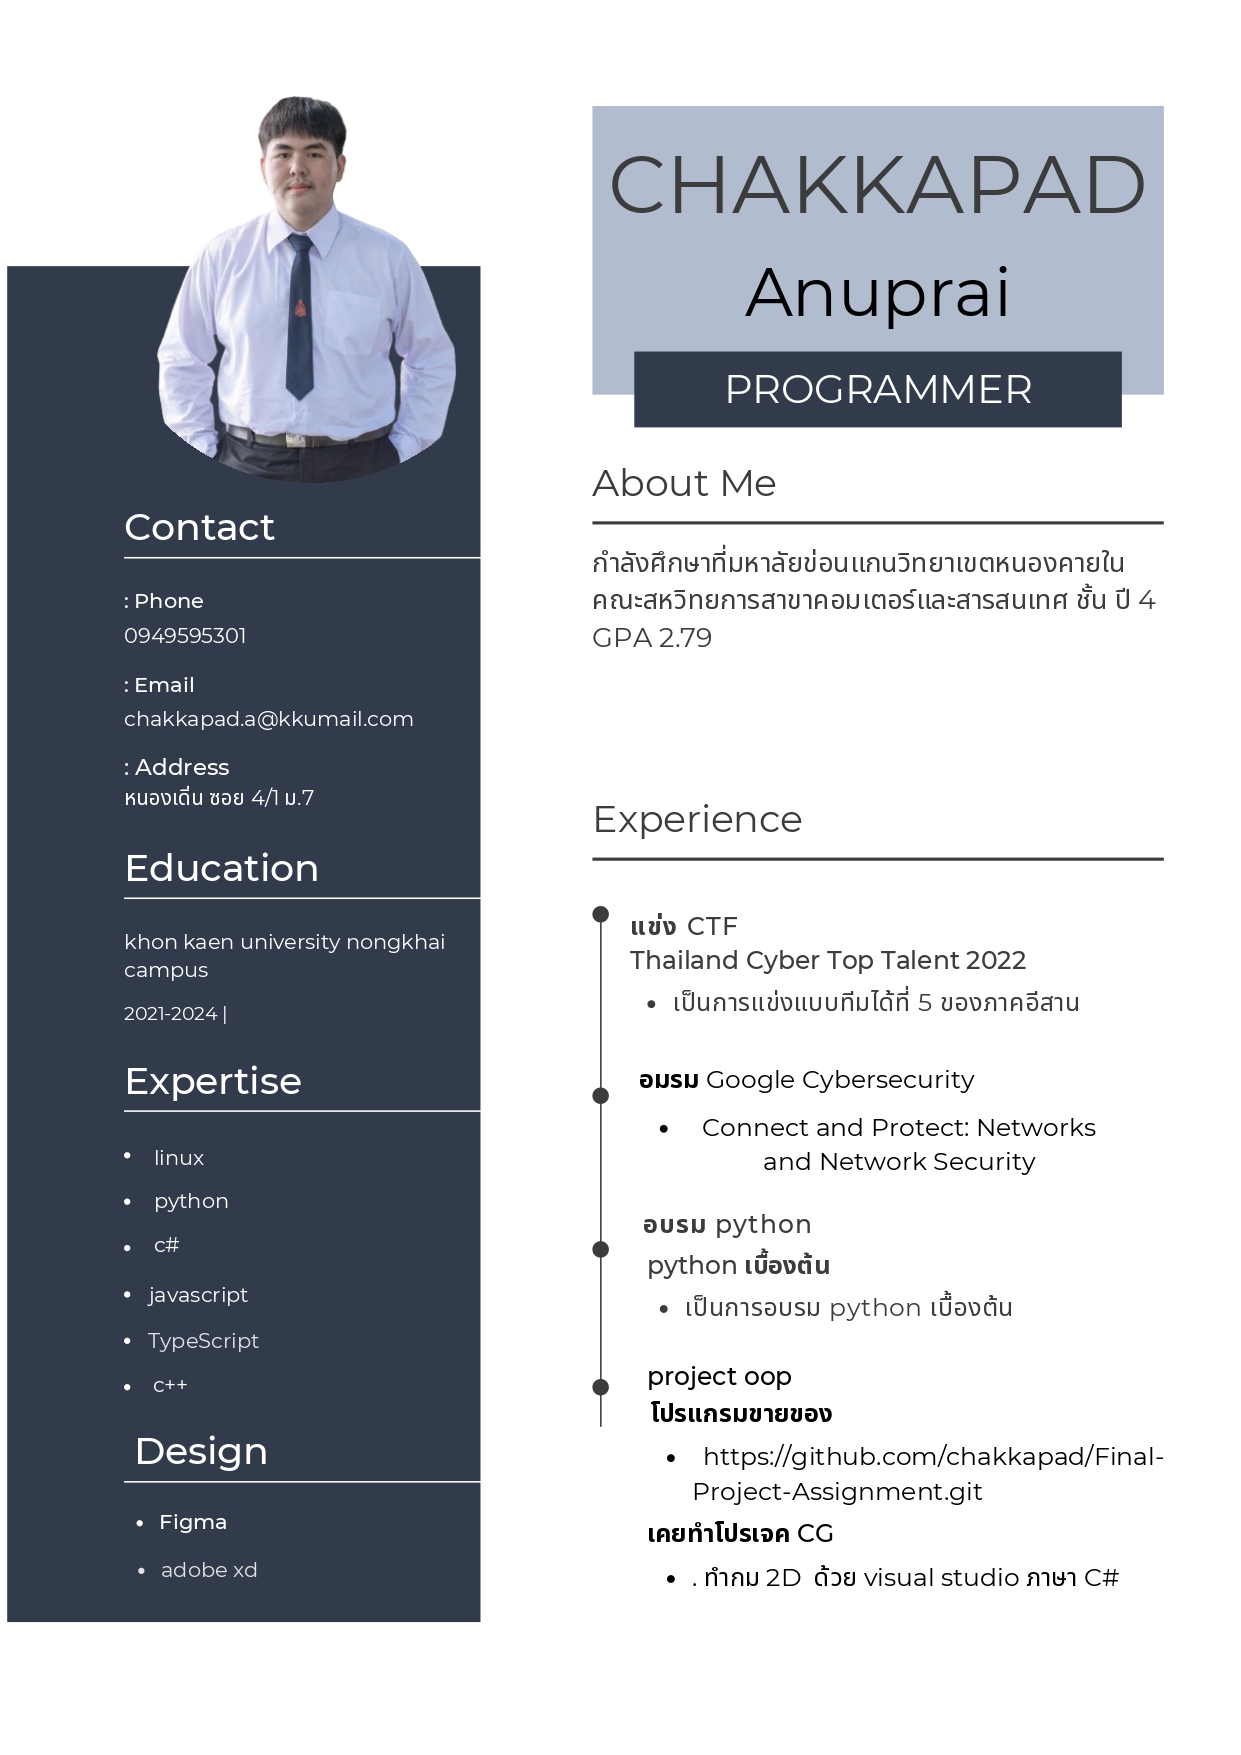 CHAKKAPAD
Anuprai
PROGRAMMER
Contact
: Phone
0949595301
: Email
chakkapad.a@kkumail.com
: Address
หนองเดิ่น ซอย 4/1 ม.7
Education
khon kaen university nongkhai
campus
2021-2024 |
Expertise
• linux
• python
• c#
• javascript
• TypeScript
• c++
Design
• Figma
• adobe xd
About Me
กำลังศึกษาที่มหาลัยข่อนแกนวิทยาเขตหนองคายใน
คณะสหวิทยการสาขาคอมเตอร์และสารสนเทศ ชั้น ปี 4
GPA 2.79
Experience
แข่ง CTF
Thailand Cyber Top Talent 2022
• เป็นการแข่งแบบทีมได้ที่ 5 ของภาคอีสาน
อมรม Google Cybersecurity
• Connect and Protect: Networks
and Network Security
อบรม python
python เบื้องต้น
• เป็นการอบรม python เบื้องต้น
project oop
โปรแกรมขายของ
• https://github.com/chakkapad/Final-
Project-Assignment.git
เคยทำโปรเจค CG
• . ทำกม 2D ด้วย visual studio ภาษา C#